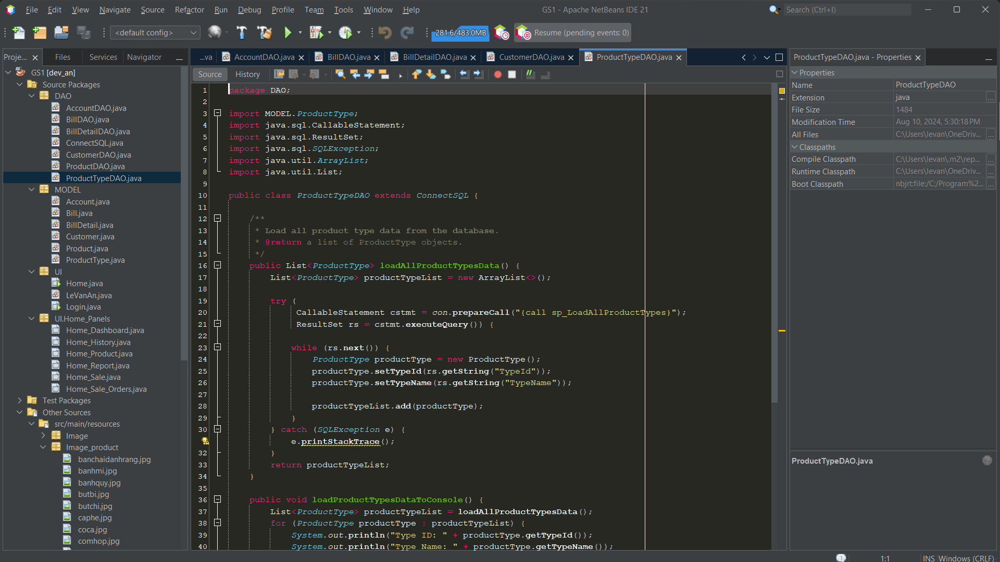 File Edit View Navigate Source Refactor Run Debug Profile Team Tools Window Help
GS1 - Apache NetBeans IDE 21
Search (Ctrl+I)
<default config>
281.6/483.0MB
Resume (pending events: 0)
Proje... Files Services Navigator
GS1 [dev_an]
Source Packages
DAO
AccountDAO.java
BillDAO.java
BillDetailDAO.java
ConnectSQL.java
CustomerDAO.java
ProductDAO.java
ProductTypeDAO.java
MODEL
Account.java
Bill.java
BillDetail.java
Customer.java
Product.java
ProductType.java
UI
Home.java
LeVanAn.java
Login.java
UI.Home_Panels
Home_Dashboard.java
Home_History.java
Home_Product.java
Home_Report.java
Home_Sale.java
Home_Sale_Orders.java
Test Packages
Other Sources
src/main/resources
Image
Image_product
banchaidanhrang.jpg
banhmi.jpg
banhquy.jpg
butbi.jpg
butchi.jpg
caphe.jpg
coca.jpg
comhop.jpg
...va AccountDAO.java BillDAO.java BillDetailDAO.java CustomerDAO.java ProductTypeDAO.java
Source History
1 package DAO;
2
3 import MODEL.ProductType;
4 import java.sql.CallableStatement;
5 import java.sql.ResultSet;
6 import java.sql.SQLException;
7 import java.util.ArrayList;
8 import java.util.List;
9
10 public class ProductTypeDAO extends ConnectSQL {
11
12 /**
13 * Load all product type data from the database.
14 * @return a list of ProductType objects.
15 */
16 public List<ProductType> loadAllProductTypesData() {
17 List<ProductType> productTypeList = new ArrayList<>();
18
19 try (
20 CallableStatement cstmt = con.prepareCall("{call sp_LoadAllProductTypes}");
21 ResultSet rs = cstmt.executeQuery()) {
22
23 while (rs.next()) {
24 ProductType productType = new ProductType();
25 productType.setTypeId(rs.getString("TypeId"));
26 productType.setTypeName(rs.getString("TypeName"));
27
28 productTypeList.add(productType);
29 }
30 } catch (SQLException e) {
e.printStackTrace();
32 }
33 return productTypeList;
34 }
35
36 public void loadProductTypesDataToConsole() {
37 List<ProductType> productTypeList = loadAllProductTypesData();
38 for (ProductType productType : productTypeList) {
39 System.out.println("Type ID: " + productType.getTypeId());
40 System.out.println("Type Name: " + productType.getTypeName());
ProductTypeDAO.java - Properties
Properties
Name ProductTypeDAO
Extension java ...
File Size 1484
Modification Time Aug 10, 2024, 5:30:18 PM
All Files C:\Users\levan\OneDriv... ...
Classpaths
Compile Classpath C:\Users\levan\.m2\rep... ...
Runtime Classpath C:\Users\levan\OneDriv... ...
Boot Classpath nbjrt:file:/C:/Program%2... ...
ProductTypeDAO.java
?
1 1:1 INS Windows (CRLF)